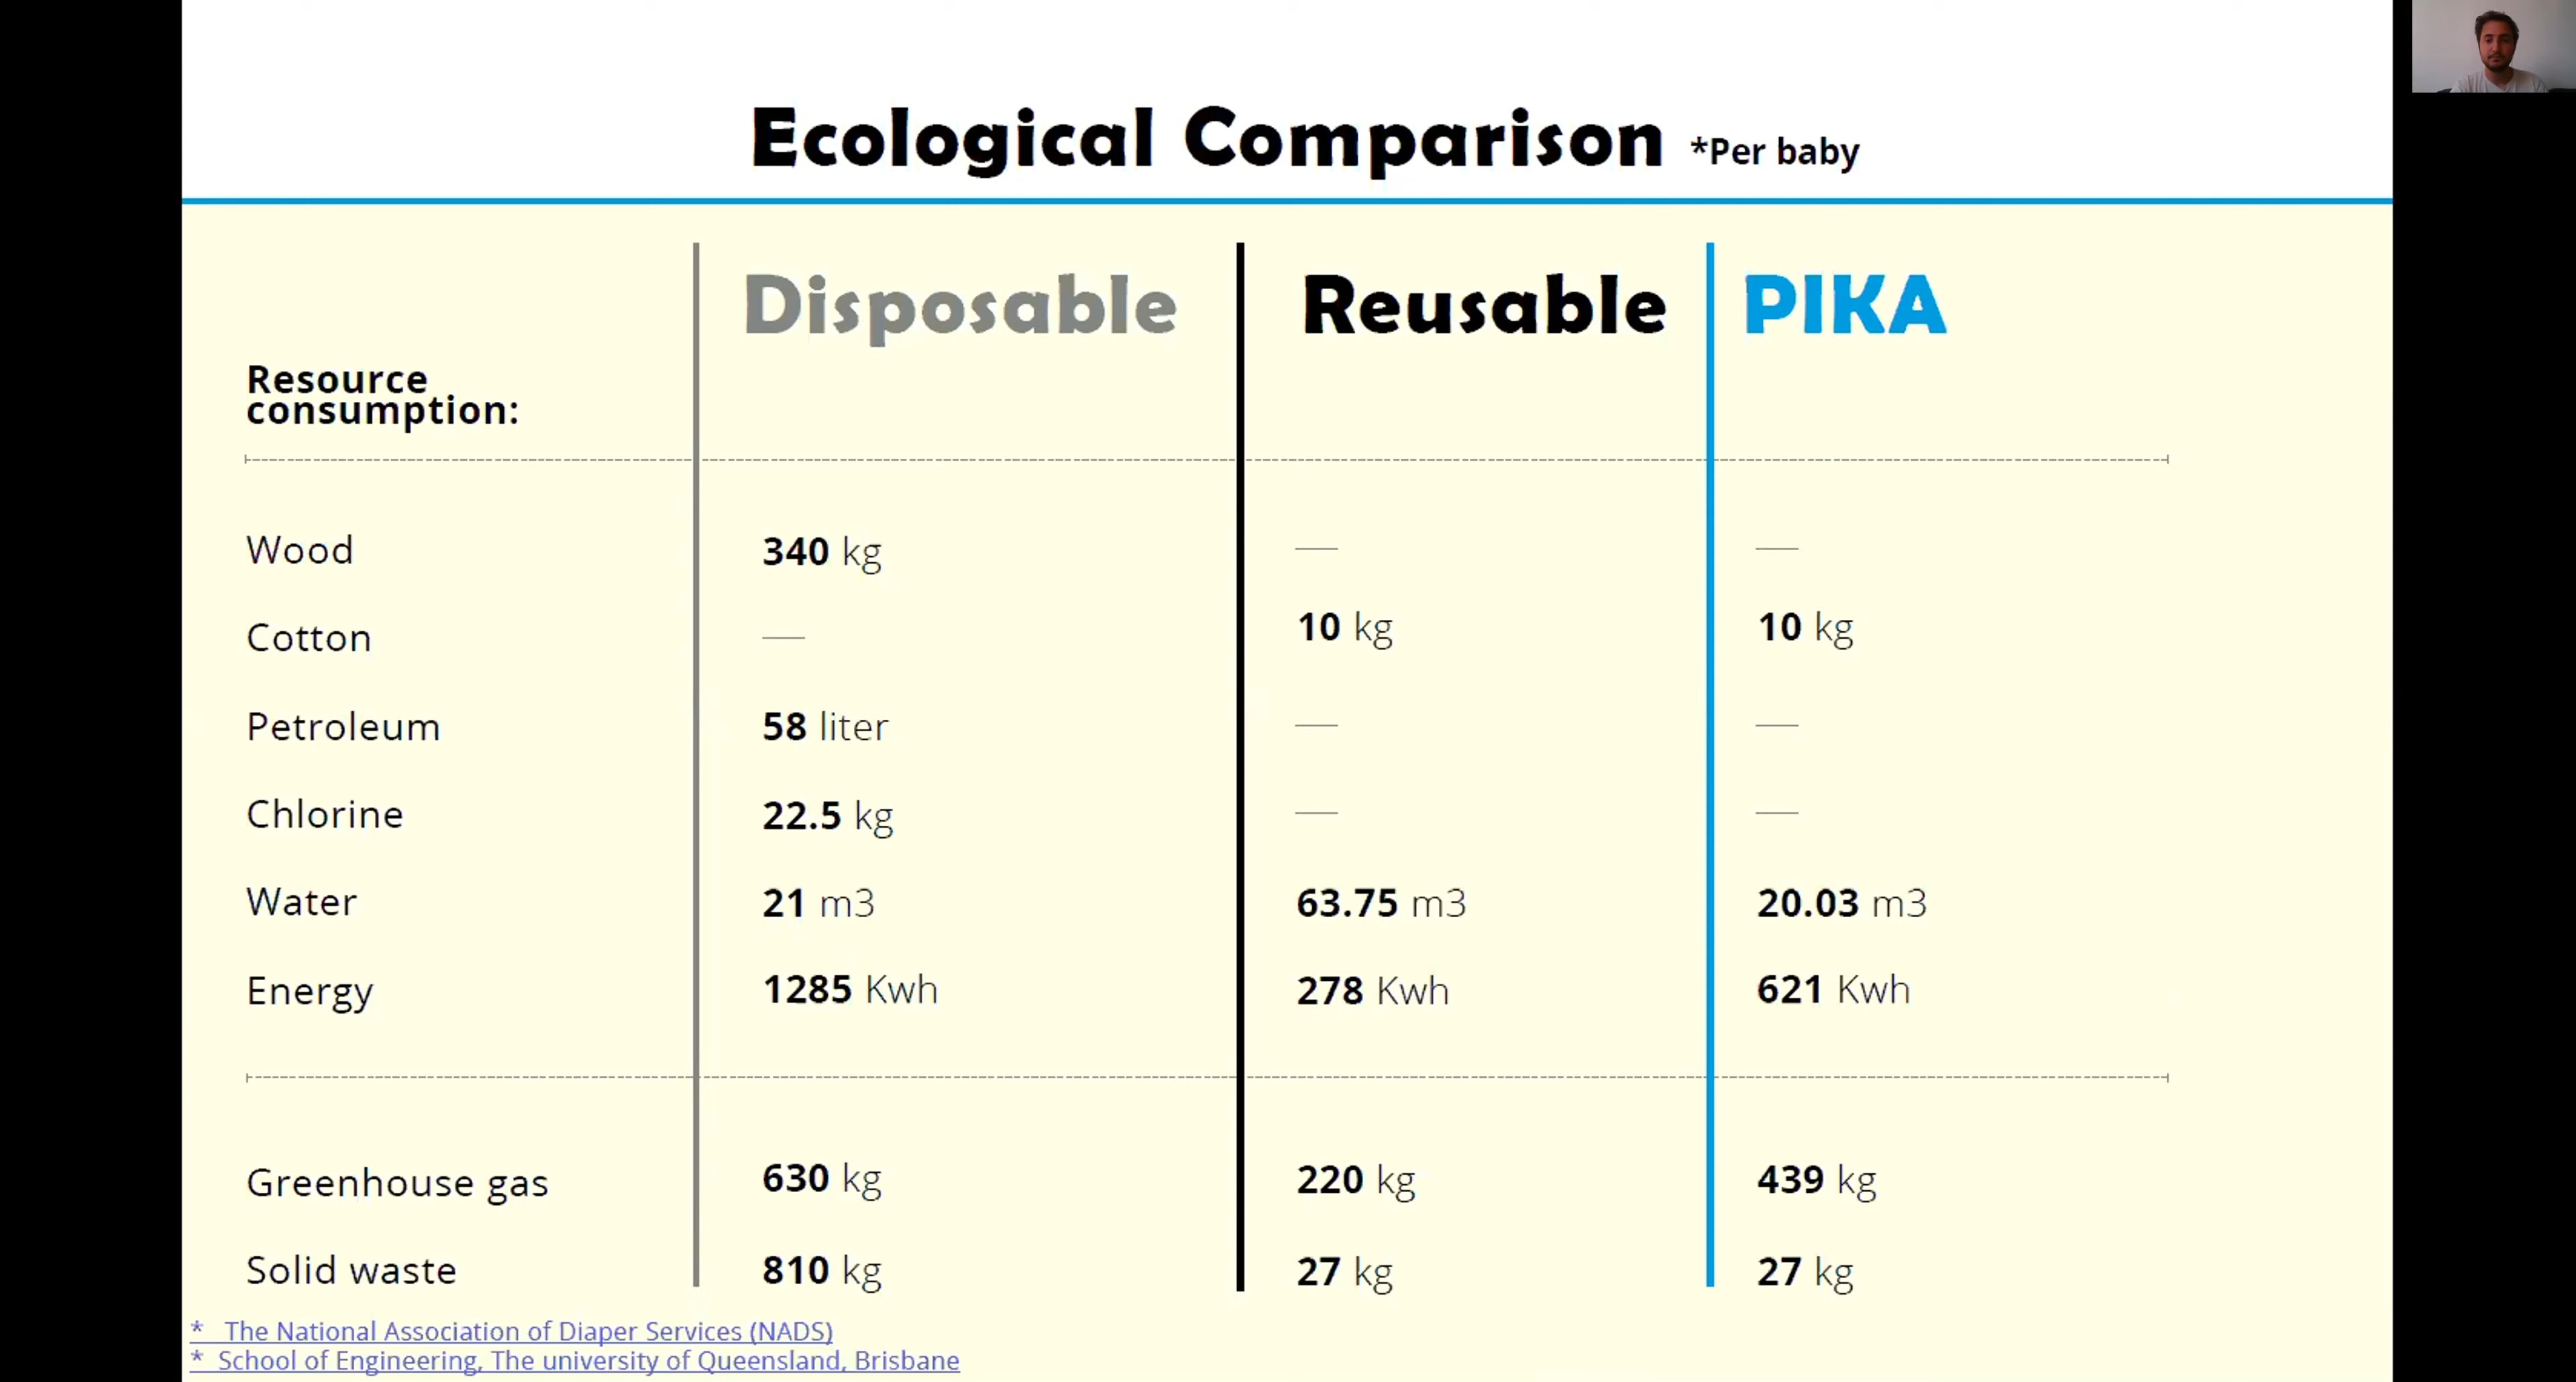 Ecological Comparison *Per baby
Disposable Reusable PIKA
Resource
consumption:
Wood 340 kg — —
Cotton — 10 kg 10 kg
Petroleum 58 liter — —
Chlorine 22.5 kg — —
Water 21 m3 63.75 m3 20.03 m3
Energy 1285 Kwh 278 Kwh 621 Kwh
Greenhouse gas 630 kg 220 kg 439 kg
Solid waste 810 kg 27 kg 27 kg
* The National Association of Diaper Services (NADS)
* School of Engineering, The university of Queensland, Brisbane